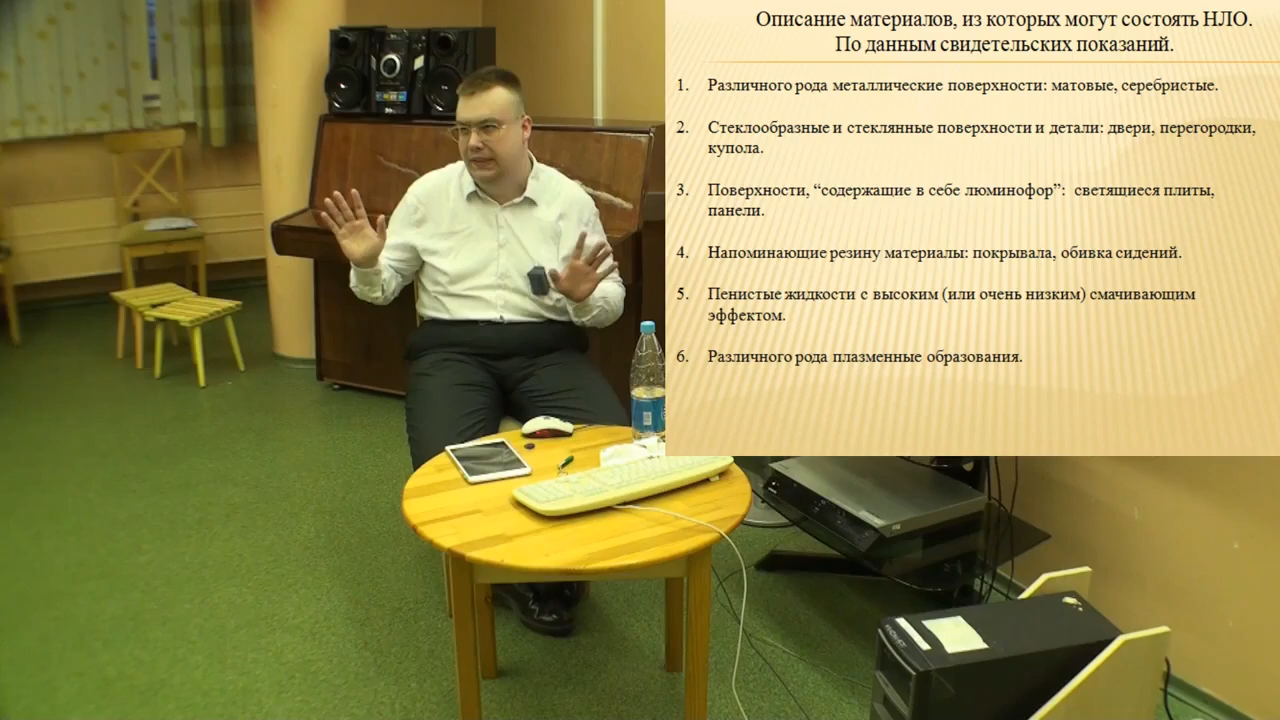 Описание материалов, из которых могут состоять НЛО.
По данным свидетельских показаний.
1. Различного рода металлические поверхности: матовые, серебристые.
2. Стеклообразные и стеклянные поверхности и детали: двери, перегородки,
купола.
3. Поверхности, “содержащие в себе люминофор”: светящиеся плиты,
панели.
4. Напоминающие резину материалы: покрывала, обивка сидений.
5. Пенистые жидкости с высоким (или очень низким) смачивающим
эффектом.
6. Различного рода плазменные образования.